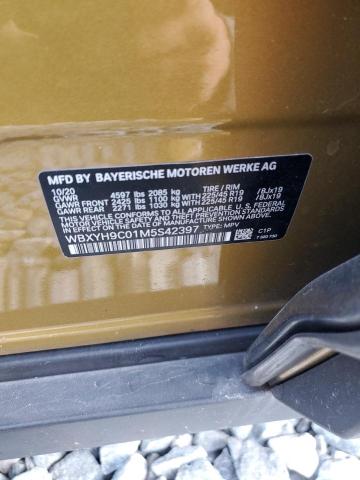 MFD BY BAYERISCHE MOTOREN WERKE AG
10/20
GVWR 4597 lbs 2085 kg TIRE / RIM
GAWR FRONT 2425 lbs 1100 kg WITH 225/45 R19 /8Jx19
GAWR REAR 2271 lbs 1030 kg WITH 225/45 R19 /8Jx19
THIS VEHICLE CONFORMS TO ALL APPLICABLE U.S. FEDERAL
MOTOR VEHICLE SAFETY, BUMPER, AND THEFT PREVENTION
STANDARDS IN EFFECT ON THE DATE OF MANUFACTURE SHOWN ABOVE.
WBXYH9C01M5S42397 TYPE: MPV C1P